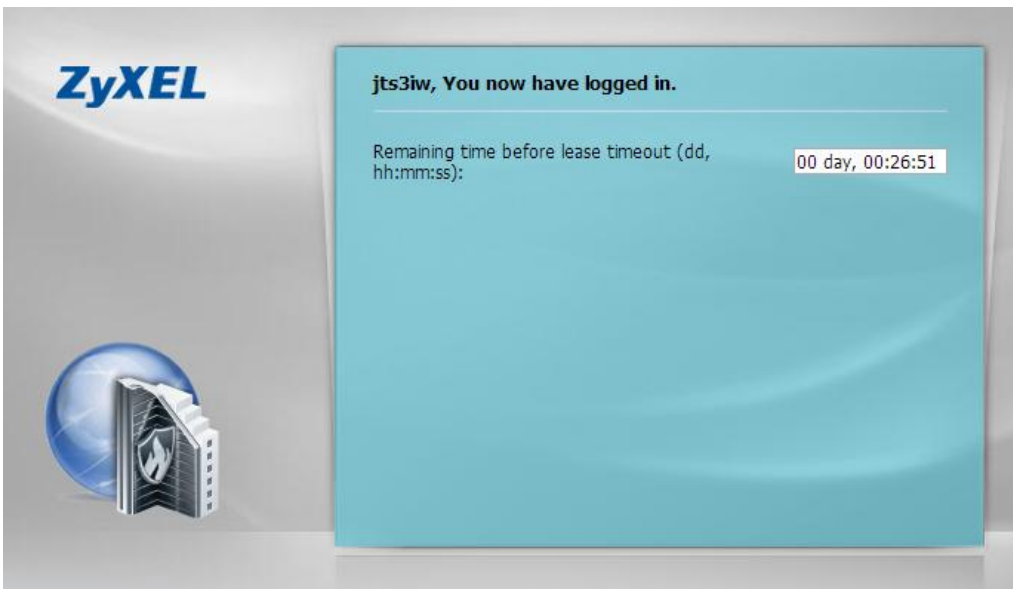 ZyXEL
jts3iw, You now have logged in.
Remaining time before lease timeout (dd,
hh:mm:ss):
00 day, 00:26:51